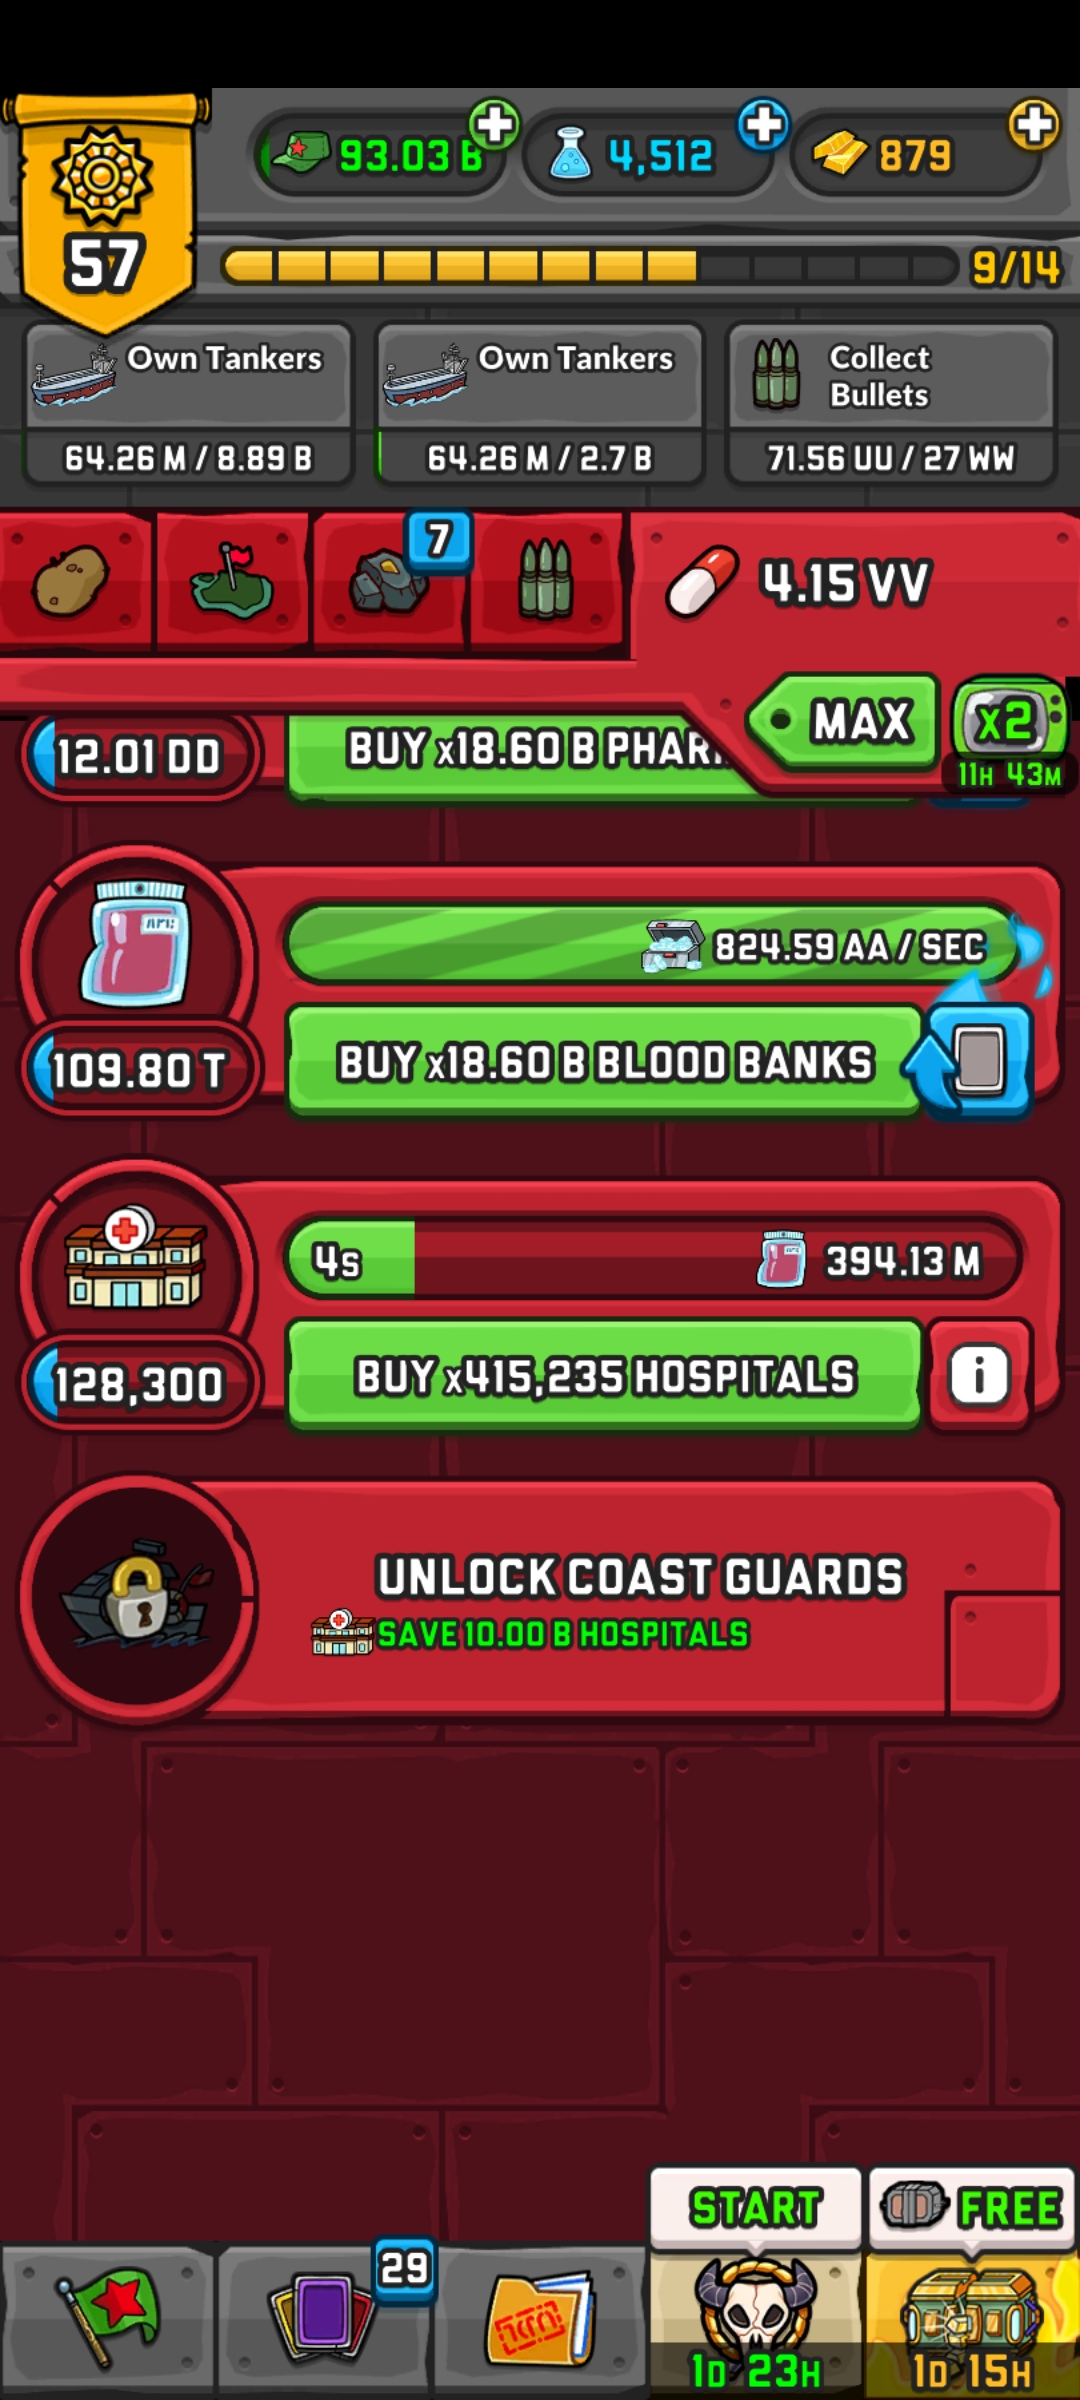 57
93.03 B
4,512
879
9/14
Own Tankers
64.26 M / 8.89 B
Own Tankers
64.26 M / 2.7 B
Collect
Bullets
71.56 UU / 27 WW
7
4.15 VV
MAX
x2
11H 43M
12.01 DD
BUY x18.60 B PHAR
824.59 AA / SEC
109.80 T
BUY x18.60 B BLOOD BANKS
4s
394.13 M
128,300
BUY x415,235 HOSPITALS
i
UNLOCK COAST GUARDS
SAVE 10.00 B HOSPITALS
START
FREE
29
1D 23H
1D 15H